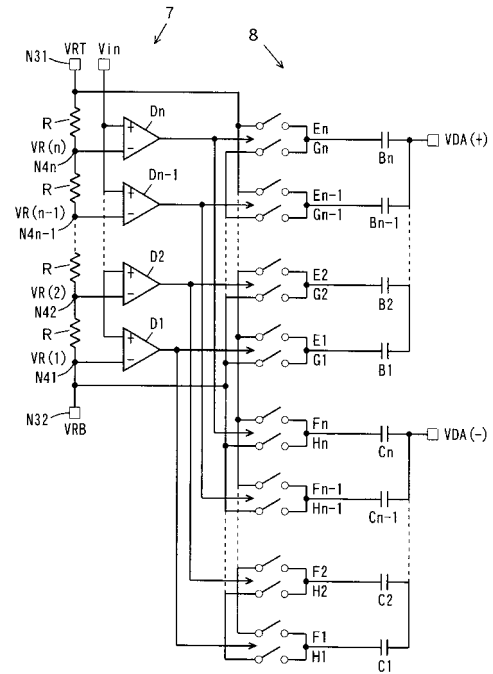 7
8
N31
VRT
Vin
R
Dn
VR(n)
N4n
En
Gn
Bn
VDA(+)
R
Dn-1
VR(n-1)
N4n-1
En-1
Gn-1
Bn-1
R
D2
VR(2)
N42
E2
G2
B2
R
D1
VR(1)
N41
E1
G1
B1
N32
VRB
Fn
Hn
Cn
VDA(-)
Fn-1
Hn-1
Cn-1
F2
H2
C2
F1
H1
C1
+
-
+
-
+
-
+
-